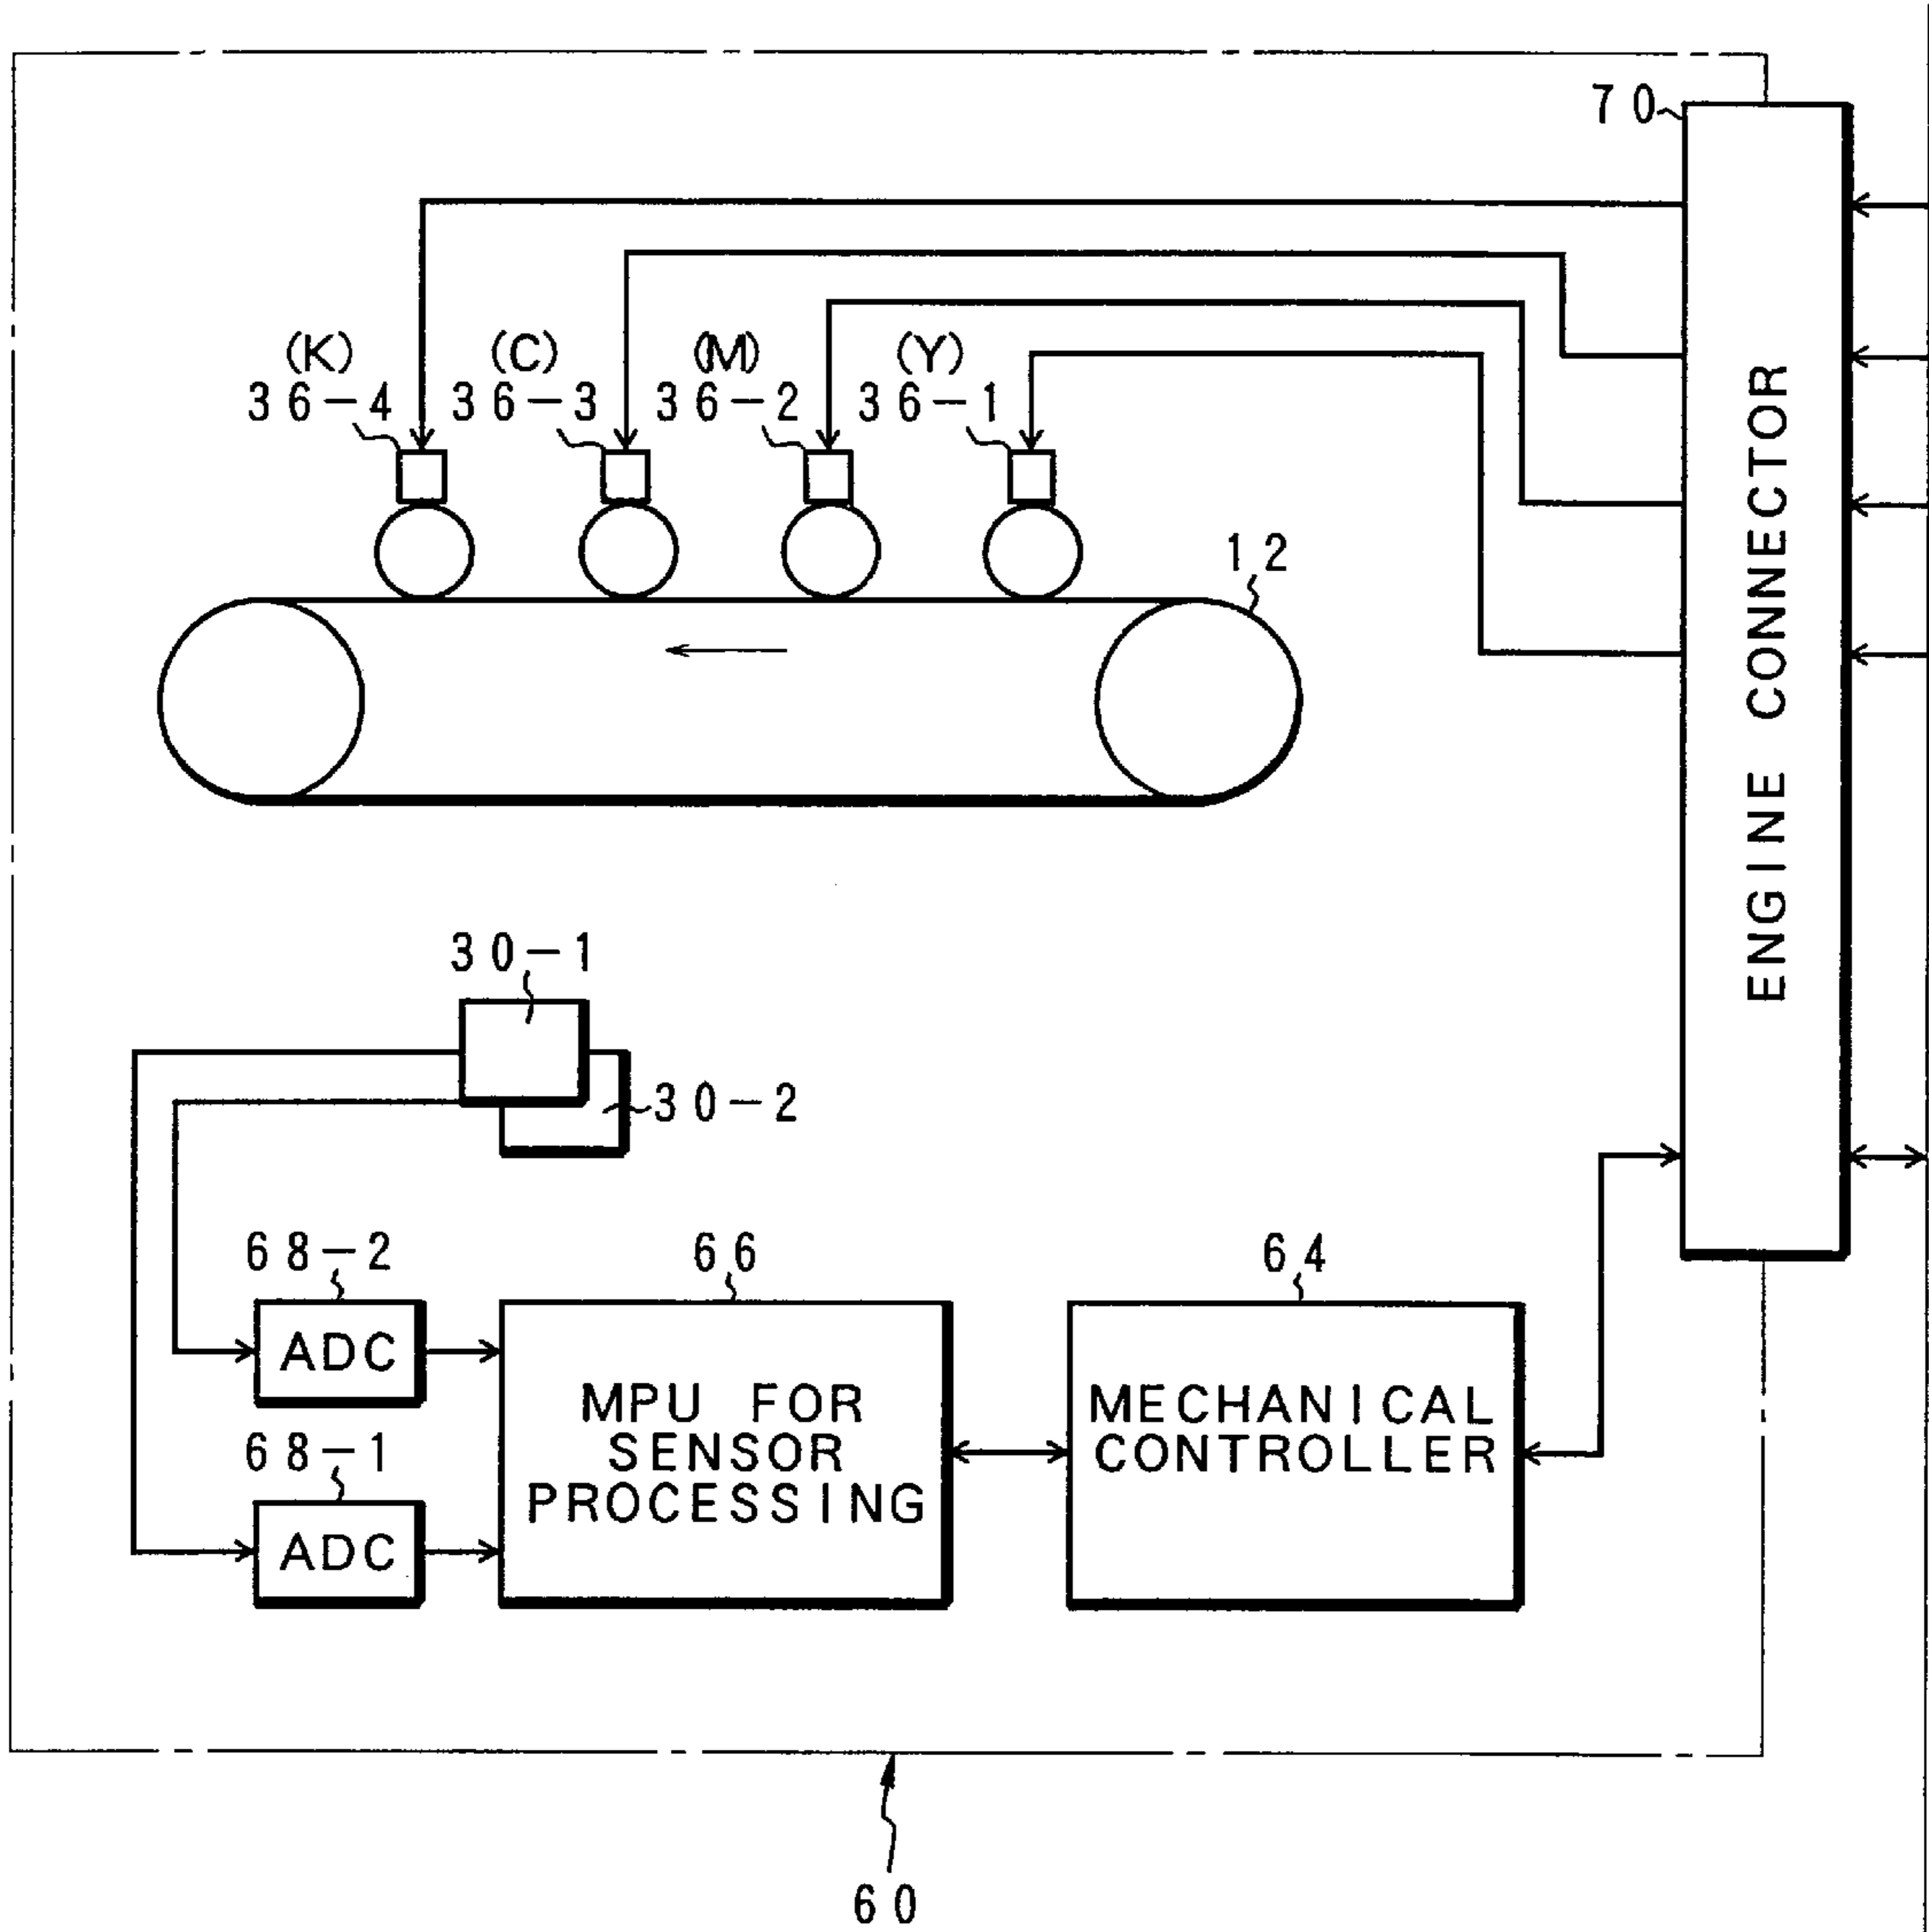 70
(K)
(C)
(M)
(Y)
36-4
36-3
36-2
36-1
12
ENGINE CONNECTOR
30-1
30-2
68-2
66
64
ADC
MPU FOR
SENSOR
PROCESSING
MECHANICAL
CONTROLLER
68-1
ADC
60